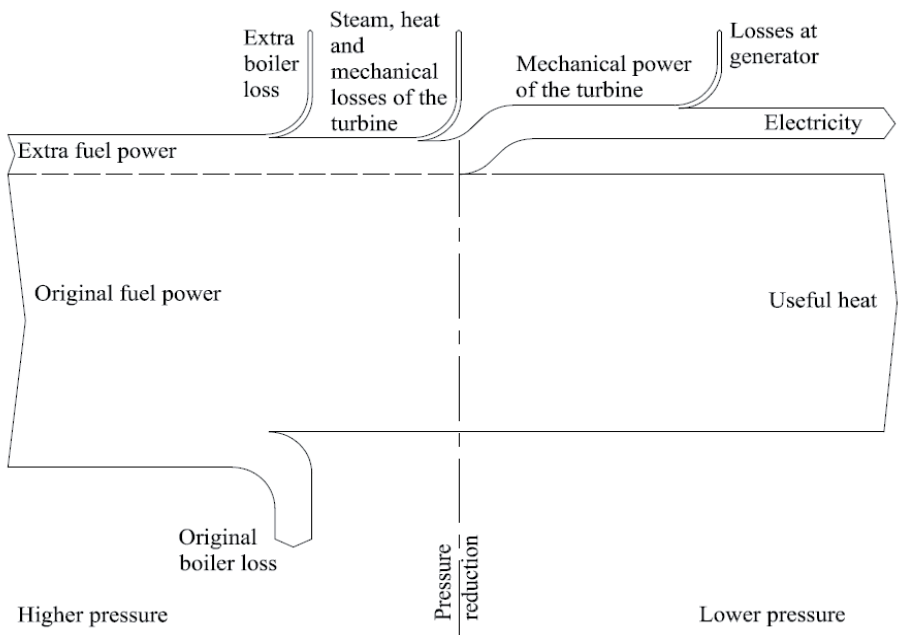 Extra
boiler
loss
Steam, heat
and
mechanical
losses of the
turbine
Mechanical power
of the turbine
Losses at
generator
Electricity
Extra fuel power
Original fuel power
Useful heat
Original
boiler loss
Pressure
reduction
Higher pressure
Lower pressure